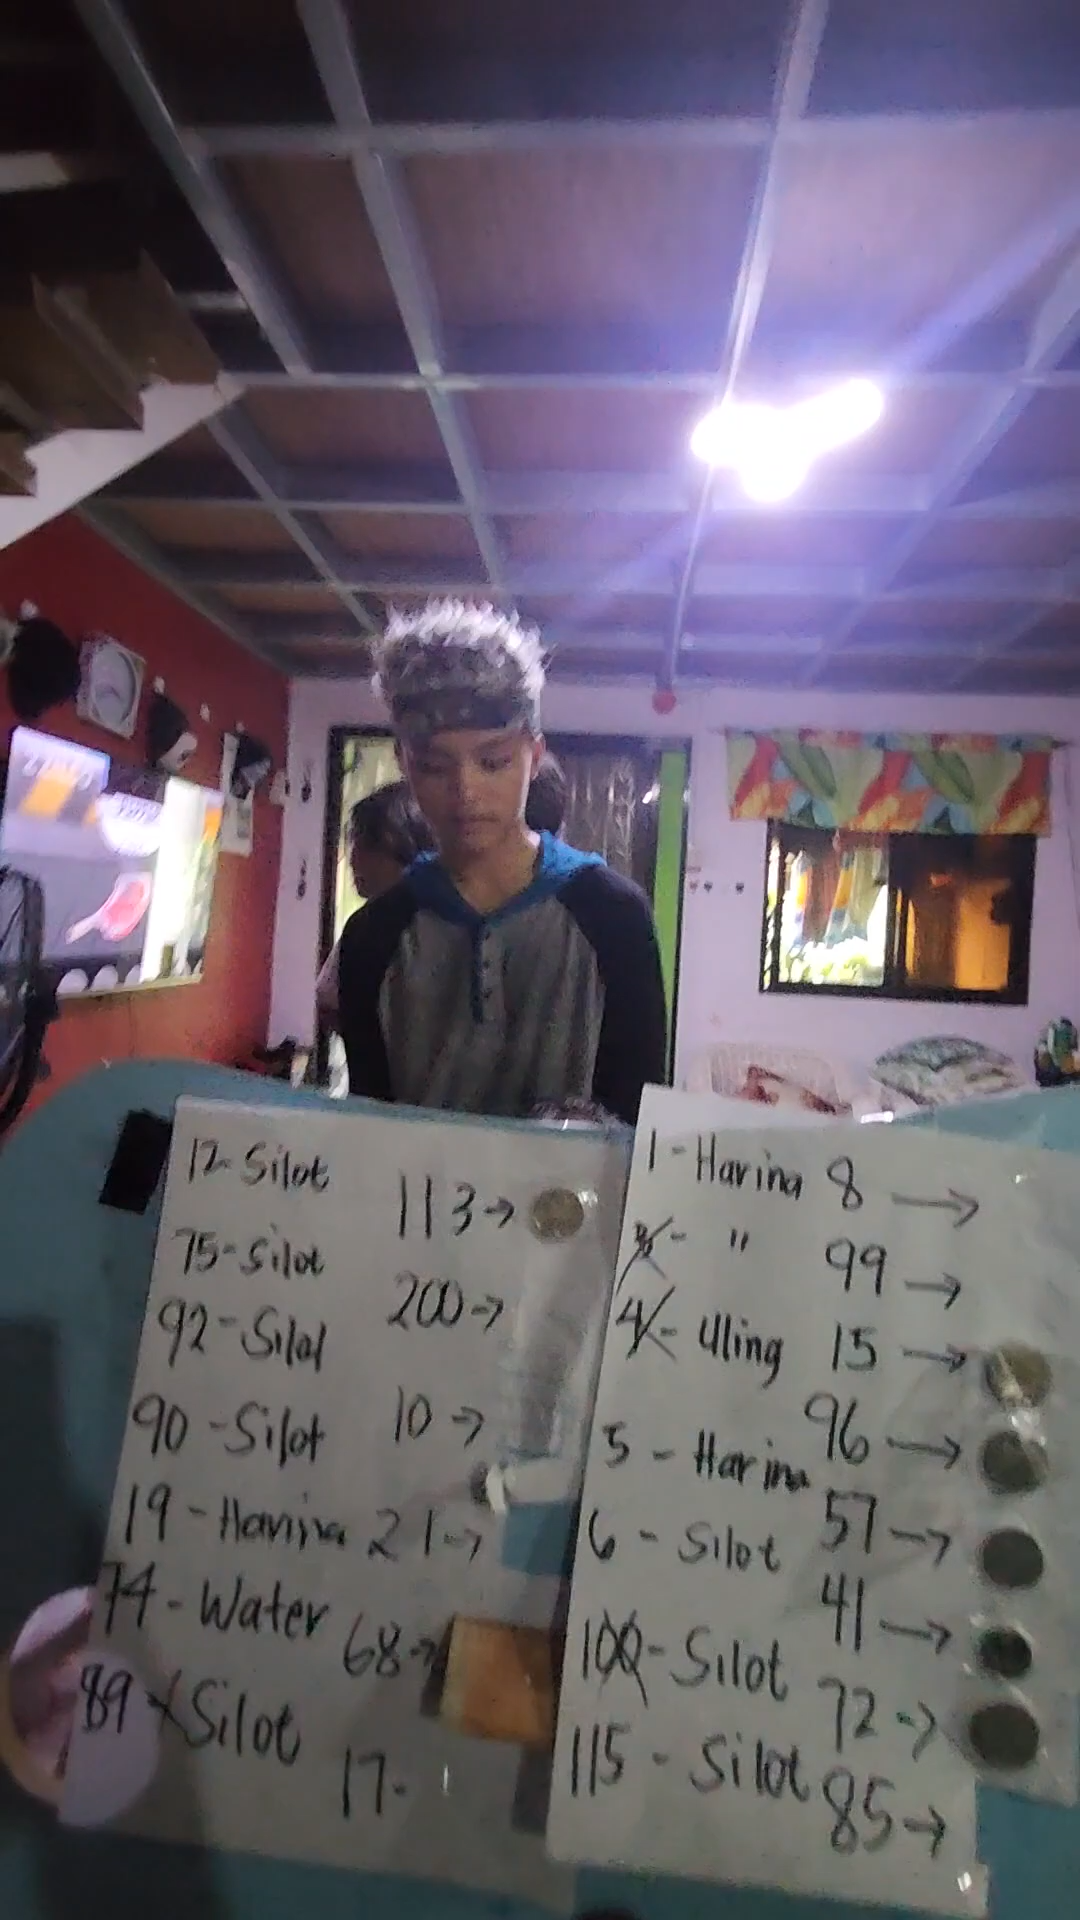 12-Silot
113→
75-Silot
200→
92-Silot
90-Silot
10→
19-Harina 21→
74-Water
68→
89-Silot
17-
1-Harina 8→
" 99→
4-Uling 15→
96→
5-Harina
57→
6-Silot
41→
100-Silot
72→
115-Silot
85→